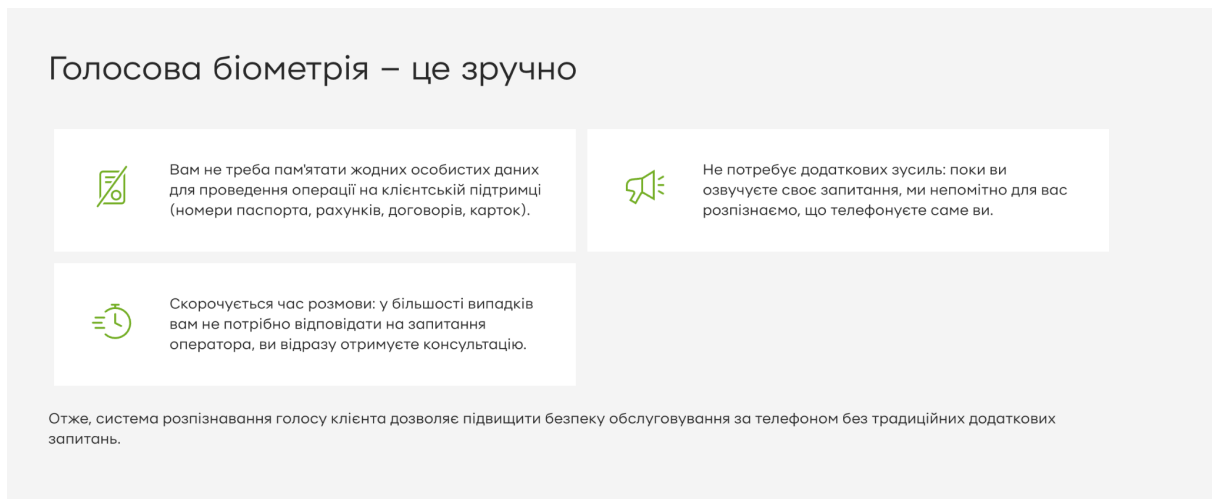 Голосова біометрія – це зручно
Вам не треба пам'ятати жодних особистих даних
для проведення операції на клієнтській підтримці
(номери паспорта, рахунків, договорів, карток).
Не потребує додаткових зусиль: поки ви
озвучуєте своє запитання, ми непомітно для вас
розпізнаємо, що телефонуєте саме ви.
Скорочується час розмови: у більшості випадків
вам не потрібно відповідати на запитання
оператора, ви відразу отримуєте консультацію.
Отже, система розпізнавання голосу клієнта дозволяє підвищити безпеку обслуговування за телефоном без традиційних додаткових
запитань.